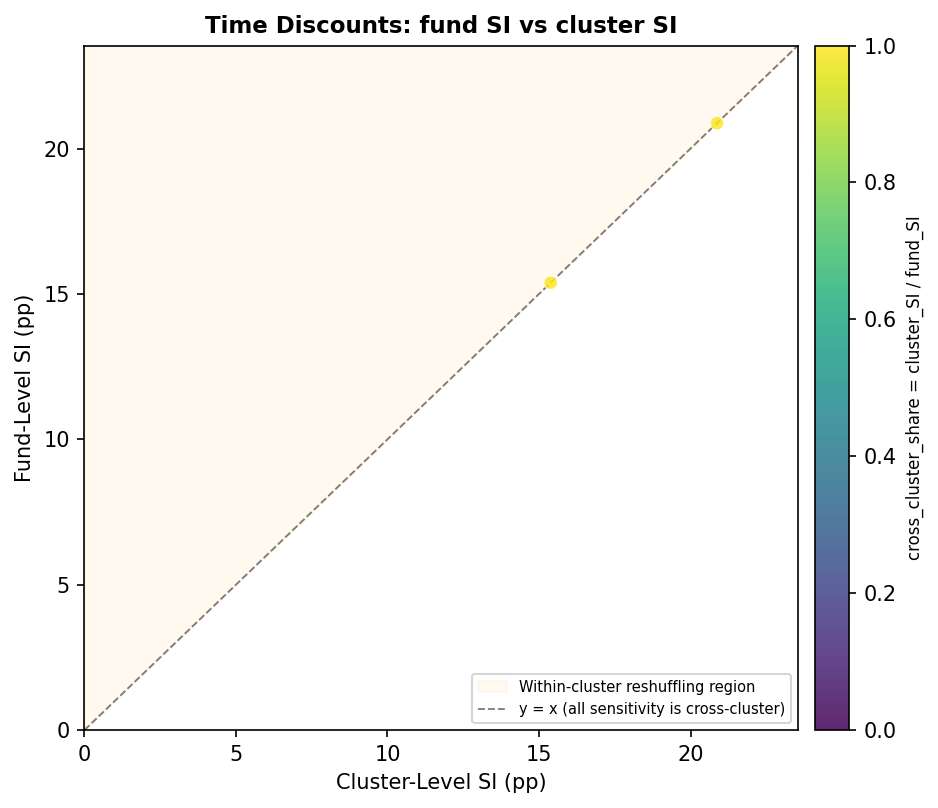 Time Discounts: fund SI vs cluster SI
Fund-Level SI (pp)
20
15
10
5
0
0
5
10
15
20
Cluster-Level SI (pp)
Within-cluster reshuffling region
y = x (all sensitivity is cross-cluster)
1.0
0.8
0.6
0.4
0.2
0.0
cross_cluster_share = cluster_SI / fund_SI